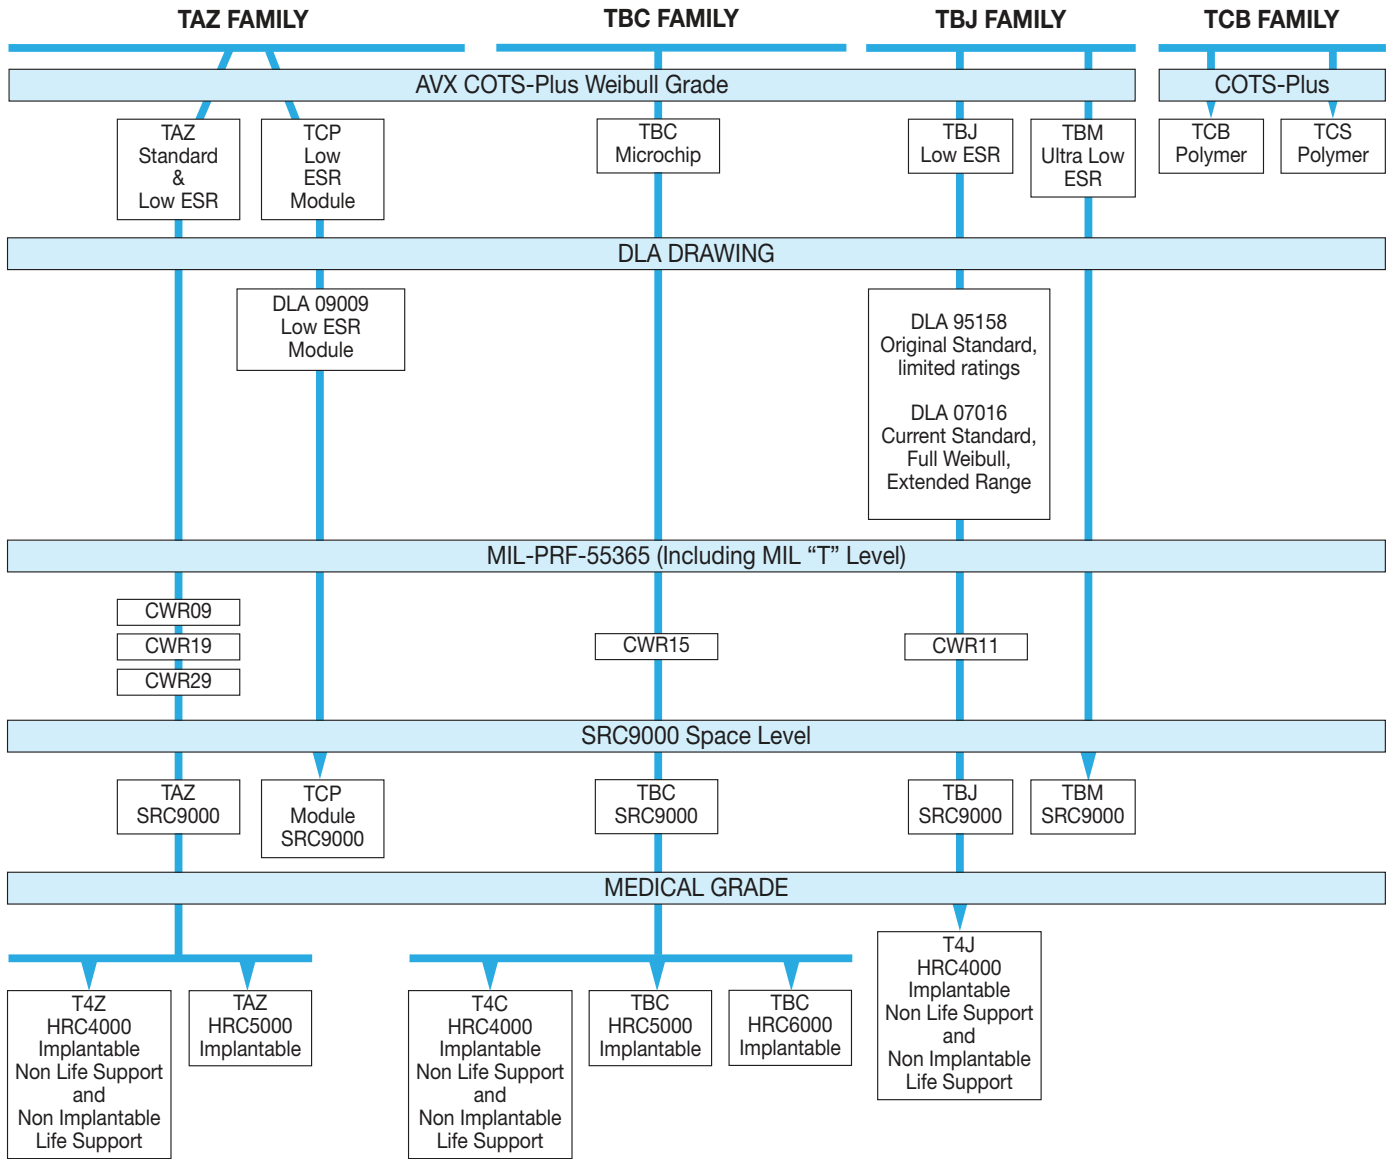 TAZ FAMILY
TBC FAMILY
TBJ FAMILY
TCB FAMILY
AVX COTS-Plus Weibull Grade
COTS-Plus
TAZ
Standard
&
Low ESR
TCP
Low
ESR
Module
TBC
Microchip
TBJ
Low ESR
TBM
Ultra Low
ESR
TCB
Polymer
TCS
Polymer
DLA DRAWING
DLA 09009
Low ESR
Module
DLA 95158
Original Standard,
limited ratings
DLA 07016
Current Standard,
Full Weibull,
Extended Range
MIL-PRF-55365 (Including MIL “T” Level)
CWR09
CWR19
CWR29
CWR15
CWR11
SRC9000 Space Level
TAZ
SRC9000
TCP
Module
SRC9000
TBC
SRC9000
TBJ
SRC9000
TBM
SRC9000
MEDICAL GRADE
T4Z
HRC4000
Implantable
Non Life Support
and
Non Implantable
Life Support
TAZ
HRC5000
Implantable
T4C
HRC4000
Implantable
Non Life Support
and
Non Implantable
Life Support
TBC
HRC5000
Implantable
TBC
HRC6000
Implantable
T4J
HRC4000
Implantable
Non Life Support
and
Non Implantable
Life Support